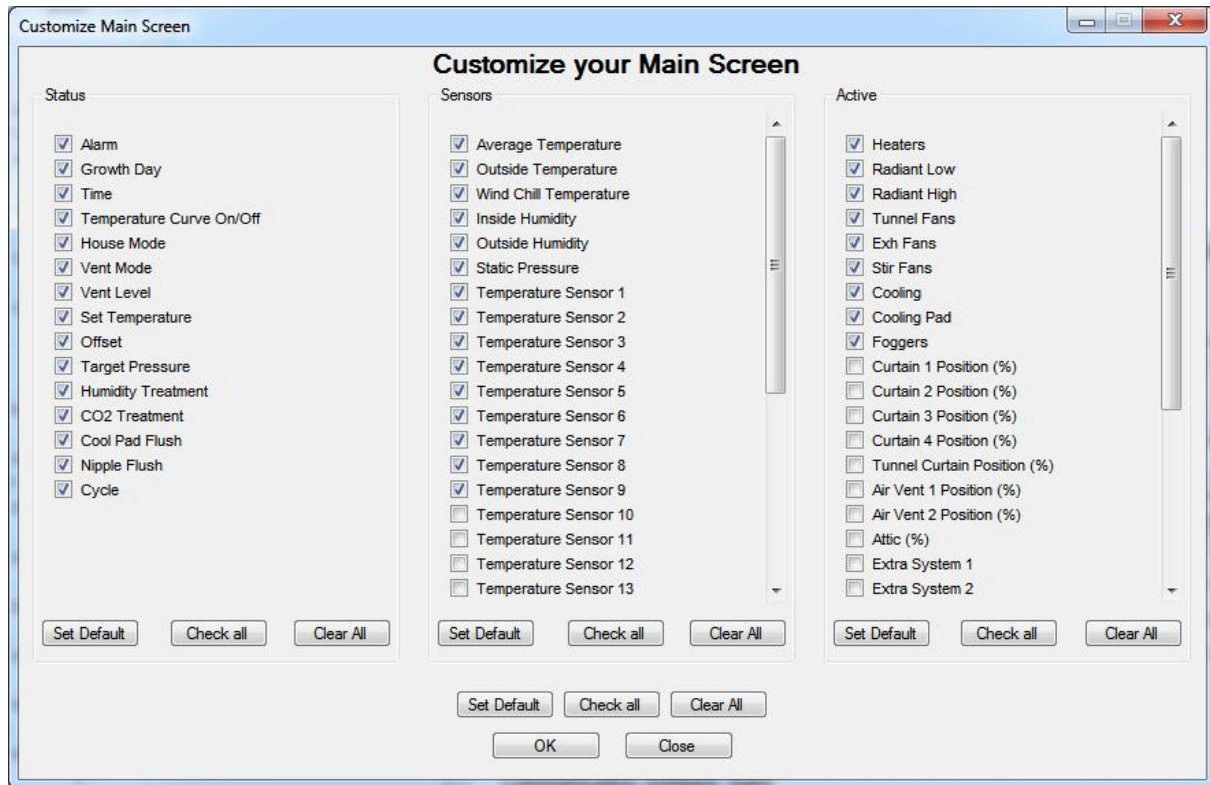 Customize Main Screen
Customize your Main Screen
Status
Alarm
Growth Day
Time
Temperature Curve On/Off
House Mode
Vent Mode
Vent Level
Set Temperature
Offset
Target Pressure
Humidity Treatment
CO2 Treatment
Cool Pad Flush
Nipple Flush
Cycle
Set Default Check all Clear All
Sensors
Average Temperature
Outside Temperature
Wind Chill Temperature
Inside Humidity
Outside Humidity
Static Pressure
Temperature Sensor 1
Temperature Sensor 2
Temperature Sensor 3
Temperature Sensor 4
Temperature Sensor 5
Temperature Sensor 6
Temperature Sensor 7
Temperature Sensor 8
Temperature Sensor 9
Temperature Sensor 10
Temperature Sensor 11
Temperature Sensor 12
Temperature Sensor 13
Set Default Check all Clear All
Active
Heaters
Radiant Low
Radiant High
Tunnel Fans
Exh Fans
Stir Fans
Cooling
Cooling Pad
Foggers
Curtain 1 Position (%)
Curtain 2 Position (%)
Curtain 3 Position (%)
Curtain 4 Position (%)
Tunnel Curtain Position (%)
Air Vent 1 Position (%)
Air Vent 2 Position (%)
Attic (%)
Extra System 1
Extra System 2
Set Default Check all Clear All
Set Default Check all Clear All
OK Close